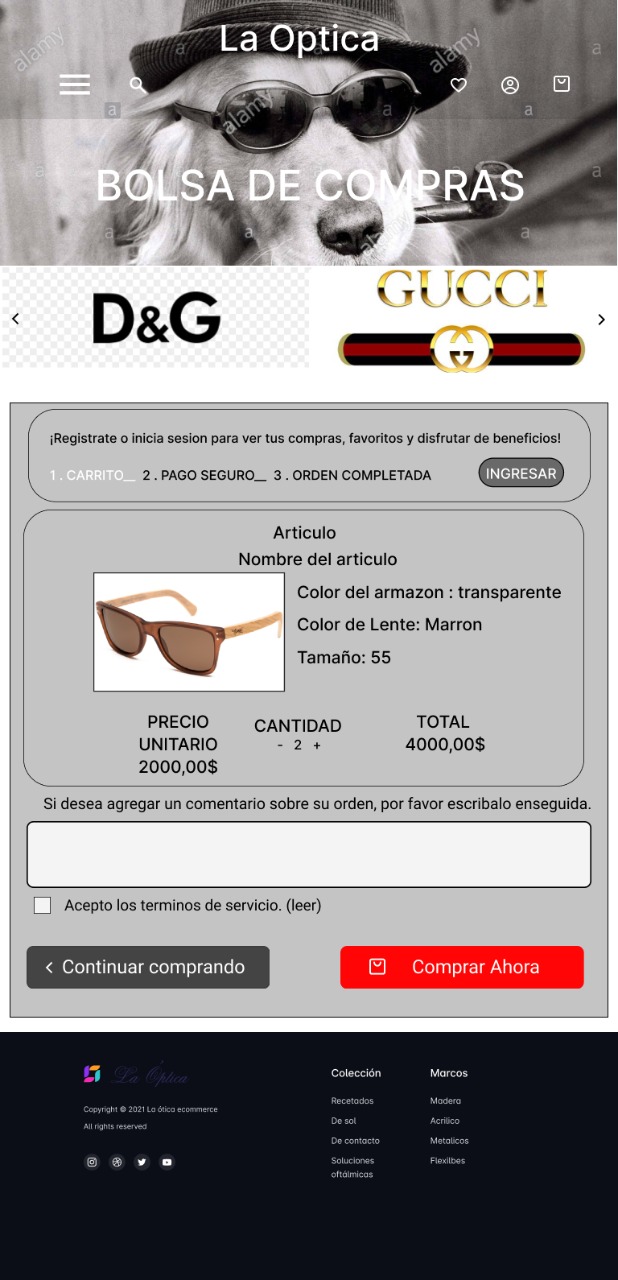 La Optica
alamy
alamy
alamy
alamy
a
a
a
a
a
a
a
a
a
BOLSA DE COMPRAS
D&G
GUCCI
¡Registrate o inicia sesion para ver tus compras, favoritos y disfrutar de beneficios!
1 . CARRITO__ 2 . PAGO SEGURO__ 3 . ORDEN COMPLETADA
INGRESAR
Articulo
Nombre del articulo
Color del armazon : transparente
Color de Lente: Marron
Tamaño: 55
PRECIO
UNITARIO
2000,00$
CANTIDAD
- 2 +
TOTAL
4000,00$
Si desea agregar un comentario sobre su orden, por favor escribalo enseguida.
Acepto los terminos de servicio. (leer)
Continuar comprando
Comprar Ahora
La Óptica
Copyright © 2021 La ótica ecommerce
All rights reserved
Colección
Recetados
De sol
De contacto
Soluciones
oftálmicas
Marcos
Madera
Acrilico
Metalicos
Flexilbes